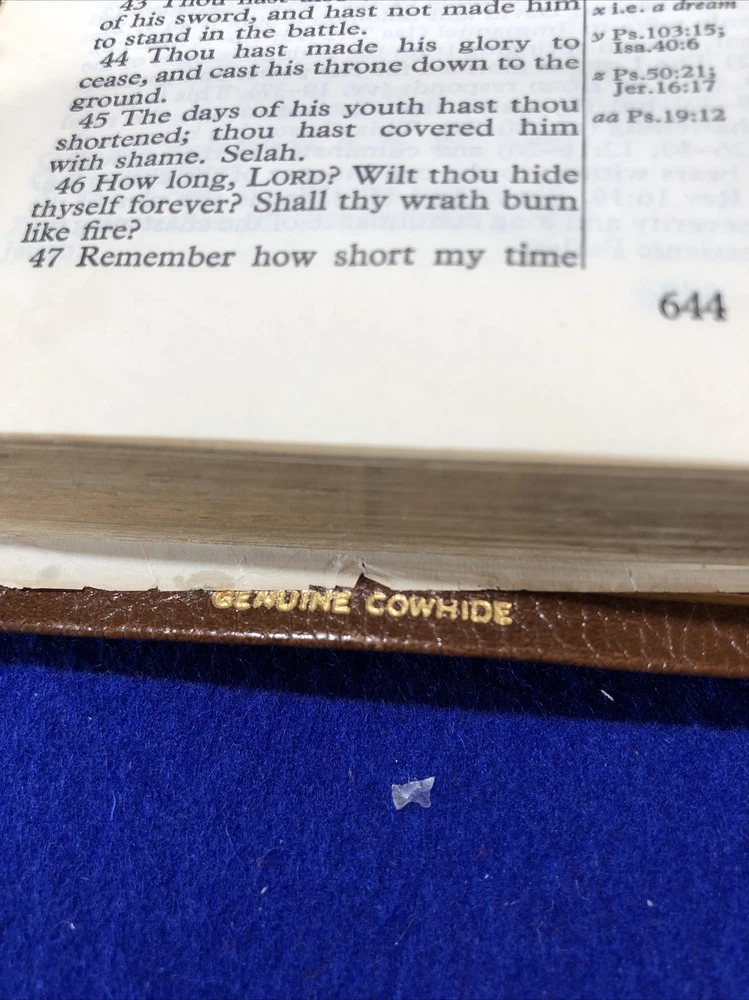 43 Thou hast also
of his sword, and hast not made him
to stand in the battle.
44 Thou hast made his glory to
cease, and cast his throne down to the
ground.
45 The days of his youth hast thou
shortened; thou hast covered him
with shame. Selah.
46 How long, LORD? Wilt thou hide
thyself forever? Shall thy wrath burn
like fire?
47 Remember how short my time
x i.e. a dream
y Ps.103:15;
Isa.40:6
z Ps.50:21;
Jer.16:17
aa Ps.19:12
644
GENUINE COWHIDE